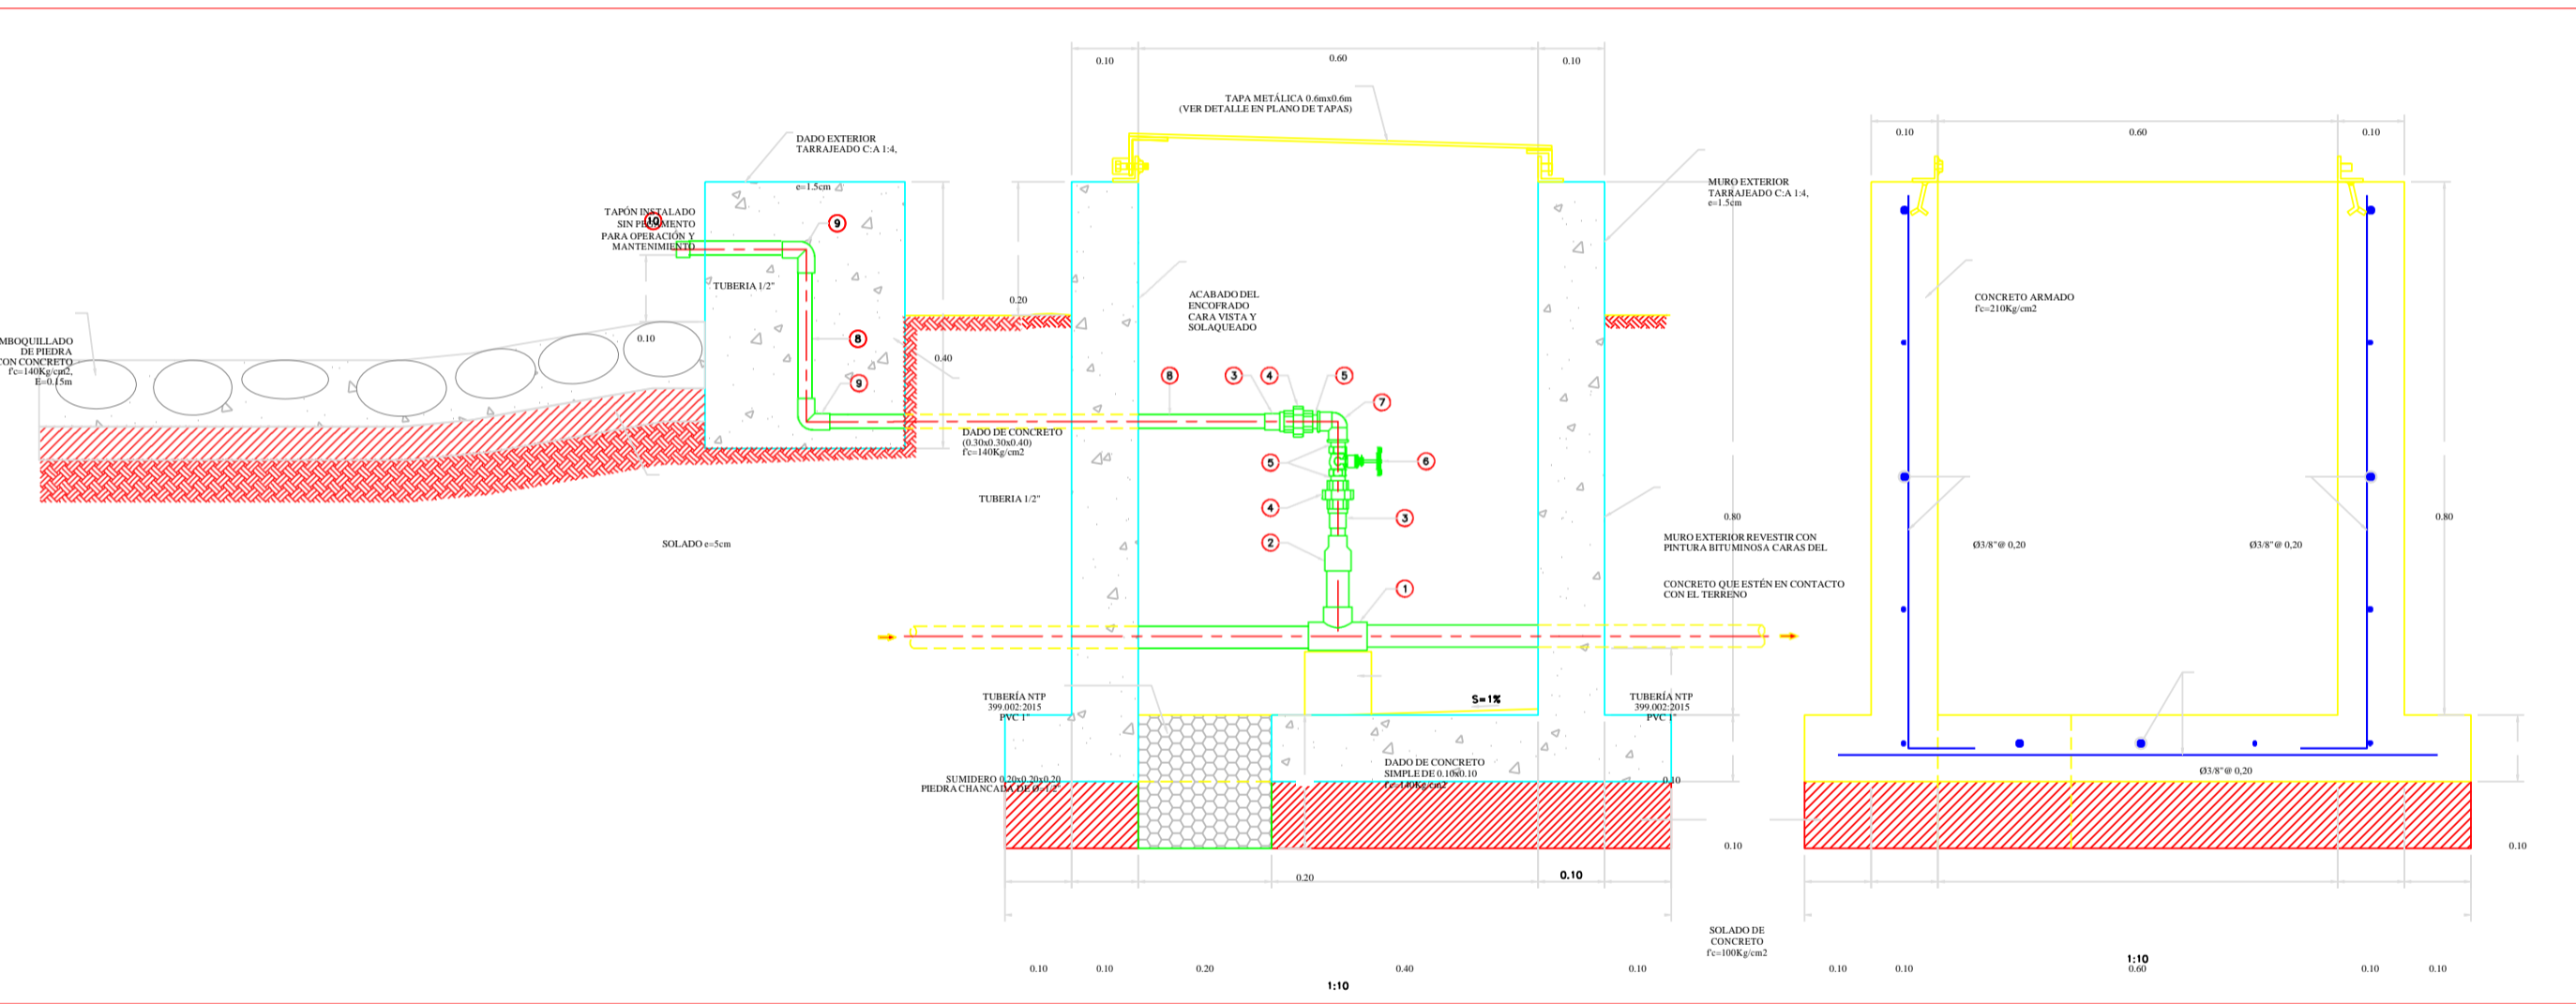 0.10
0.60
0.10
TAPA METÁLICA 0.6mx0.6m
(VER DETALLE EN PLANO DE TAPAS)
0.10
0.60
0.10
DADO EXTERIOR
TARRAJEADO C:A 1:4,
e=1.5cm
MURO EXTERIOR
TARRAJEADO C:A 1:4,
e=1.5cm
TAPÓN INSTALADO
SIN PEGAMENTO
PARA OPERACIÓN Y
MANTENIMIENTO
10
9
TUBERIA 1/2"
ACABADO DEL
ENCOFRADO
CARA VISTA Y
SOLAQUEADO
0.20
CONCRETO ARMADO
f'c=210Kg/cm2
0.10
8
0.40
MBOQUILLADO
DE PIEDRA
CON CONCRETO
f'c=140Kg/cm2,
E=0.15m
9
8
3
4
5
7
DADO DE CONCRETO
(0.30x0.30x0.40)
f'c=140Kg/cm2
5
6
TUBERIA 1/2"
4
3
0.80
0.80
SOLADO e=5cm
2
MURO EXTERIOR REVESTIR CON
PINTURA BITUMINOSA CARAS DEL
Ø3/8"@ 0,20
Ø3/8"@ 0,20
1
CONCRETO QUE ESTÉN EN CONTACTO
CON EL TERRENO
TUBERÍA NTP
399.002:2015
PVC 1"
S=1%
TUBERÍA NTP
399.002:2015
PVC 1"
SUMIDERO 0.20x0.20x0.20
PIEDRA CHANCADA DE Ø=1/2"
DADO DE CONCRETO
SIMPLE DE 0.10x0.10
f'c=140Kg/cm2
0.10
Ø3/8"@ 0,20
0.10
0.10
0.20
0.10
SOLADO DE
CONCRETO
f'c=100Kg/cm2
0.10
0.10
0.20
0.40
0.10
1:10
0.10
0.10
1:10
0.60
0.10
0.10